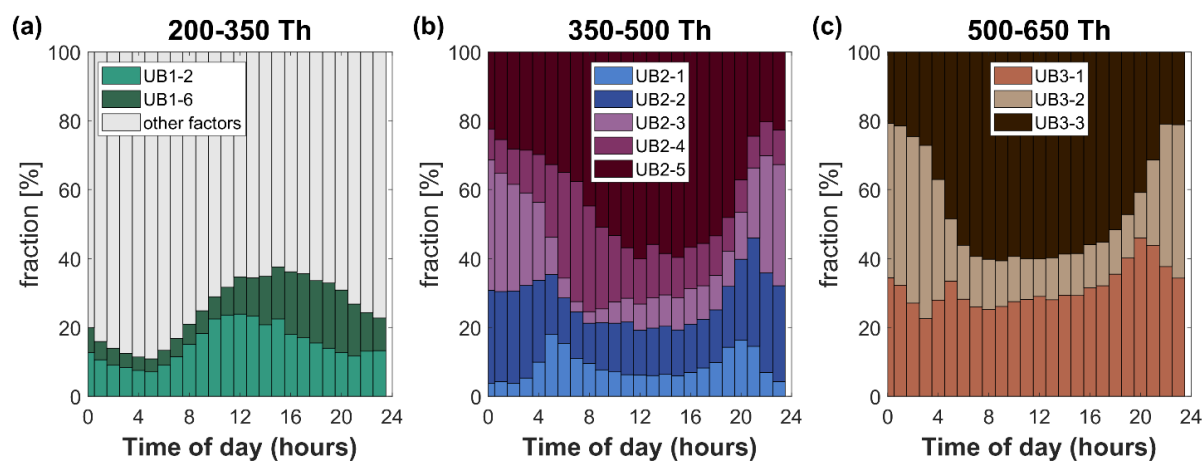 (a) 200-350 Th
fraction [%]
100
80
60
40
20
0
UB1-2
UB1-6
other factors
0 4 8 12 16 20 24
Time of day (hours)
(b) 350-500 Th
fraction [%]
100
80
60
40
20
0
UB2-1
UB2-2
UB2-3
UB2-4
UB2-5
0 4 8 12 16 20 24
Time of day (hours)
(c) 500-650 Th
fraction [%]
100
80
60
40
20
0
UB3-1
UB3-2
UB3-3
0 4 8 12 16 20 24
Time of day (hours)